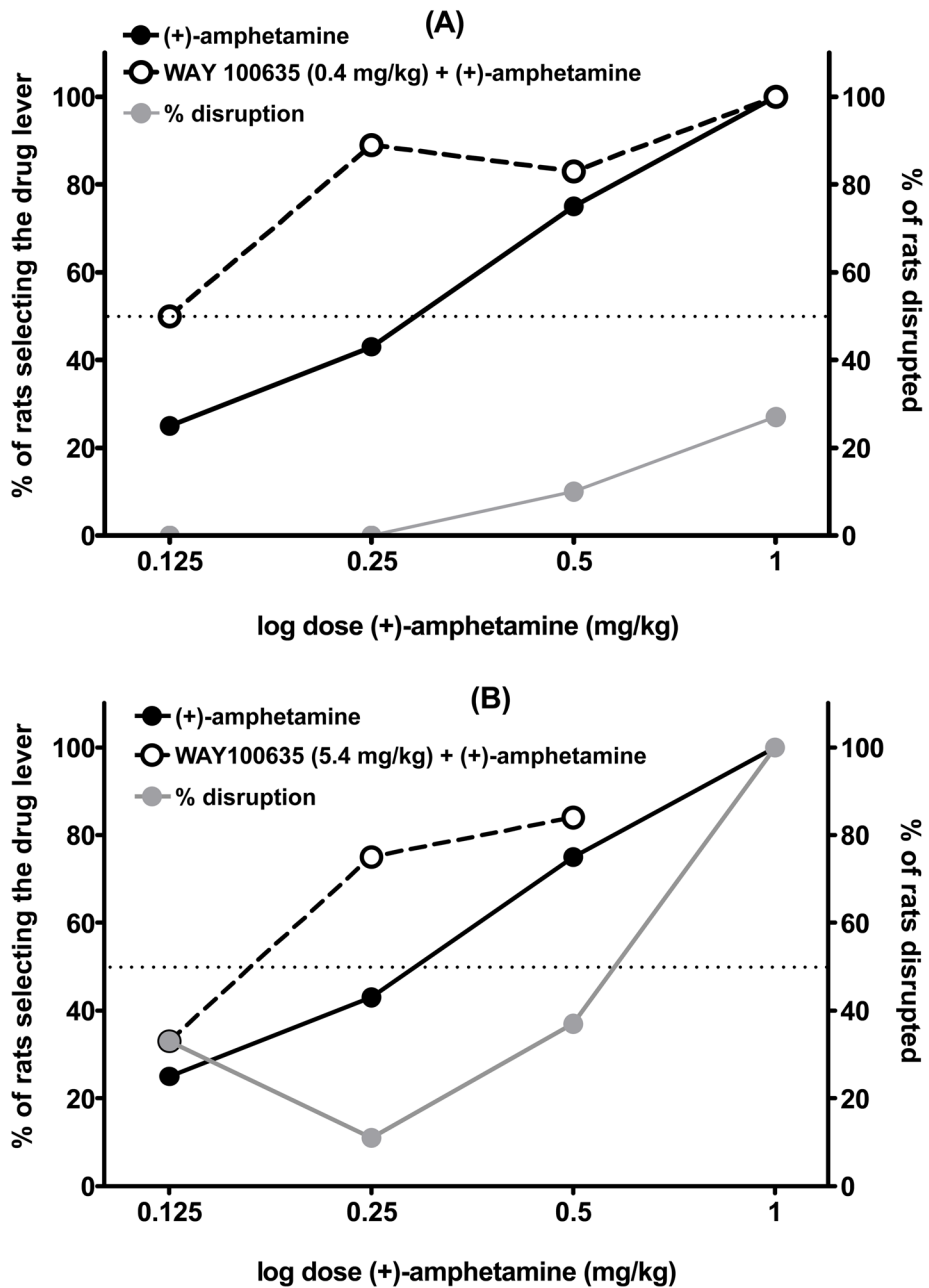 (A)
(+)-amphetamine
WAY 100635 (0.4 mg/kg) + (+)-amphetamine
% disruption
% of rats selecting the drug lever
100
80
60
40
20
0
100
80
60
40
20
0
% of rats disrupted
0.125 0.25 0.5 1
log dose (+)-amphetamine (mg/kg)
(B)
(+)-amphetamine
WAY100635 (5.4 mg/kg) + (+)-amphetamine
% disruption
% of rats selecting the drug lever
100
80
60
40
20
0
100
80
60
40
20
0
% of rats disrupted
0.125 0.25 0.5 1
log dose (+)-amphetamine (mg/kg)